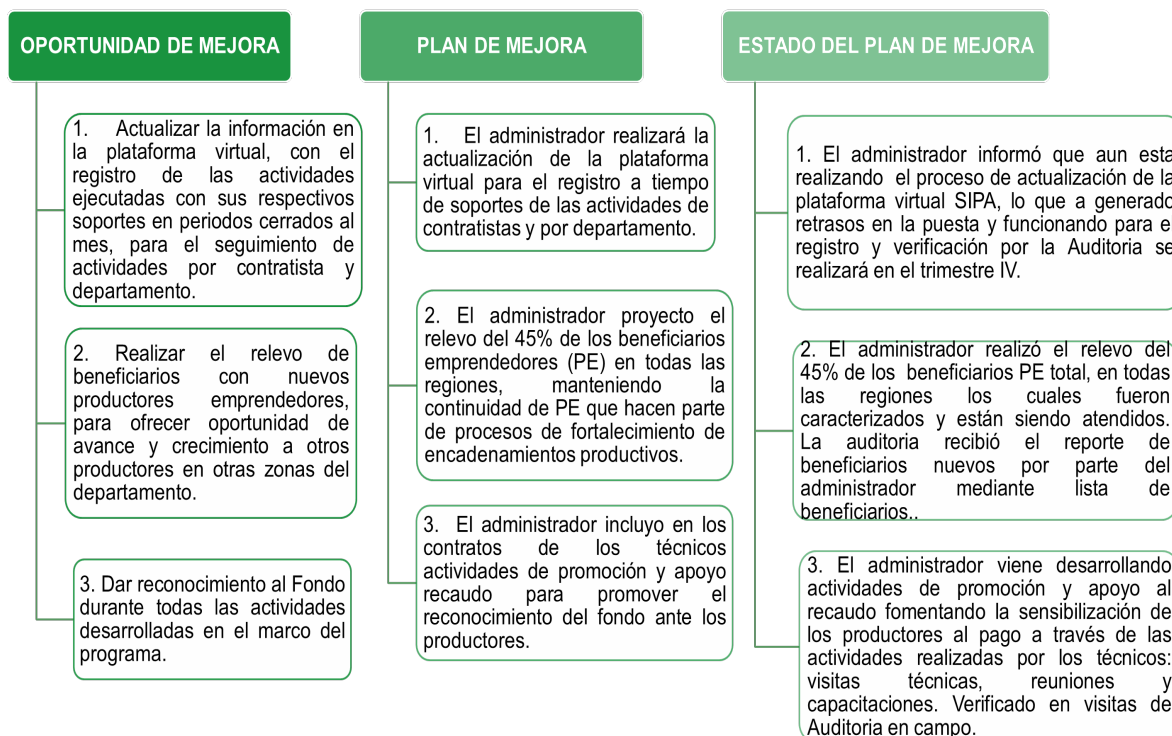 OPORTUNIDAD DE MEJORA
1. Actualizar la información en
la plataforma virtual, con el
registro de las actividades
ejecutadas con sus respectivos
soportes en periodos cerrados al
mes, para el seguimiento de
actividades por contratista y
departamento.
2. Realizar el relevo de
beneficiarios con nuevos
productores emprendedores,
para ofrecer oportunidad de
avance y crecimiento a otros
productores en otras zonas del
departamento.
3. Dar reconocimiento al Fondo
durante todas las actividades
desarrolladas en el marco del
programa.
PLAN DE MEJORA
1. El administrador realizará la
actualización de la plataforma
virtual para el registro a tiempo
de soportes de las actividades de
contratistas y por departamento.
2. El administrador proyecto el
relevo del 45% de los beneficiarios
emprendedores (PE) en todas las
regiones, manteniendo la
continuidad de PE que hacen parte
de procesos de fortalecimiento de
encadenamientos productivos.
3. El administrador incluyo en los
contratos de los técnicos
actividades de promoción y apoyo
recaudo para promover el
reconocimiento del fondo ante los
productores.
ESTADO DEL PLAN DE MEJORA
1. El administrador informó que aun esta
realizando el proceso de actualización de la
plataforma virtual SIPA, lo que a generado
retrasos en la puesta y funcionando para e
registro y verificación por la Auditoria se
realizará en el trimestre IV.
2. El administrador realizó el relevo del
45% de los beneficiarios PE total, en todas
las regiones los cuales fueron
caracterizados y están siendo atendidos.
La auditoria recibió el reporte de
beneficiarios nuevos por parte del
administrador mediante lista de
beneficiarios..
3. El administrador viene desarrollando
actividades de promoción y apoyo al
recaudo fomentando la sensibilización de
los productores al pago a través de las
actividades realizadas por los técnicos:
visitas técnicas, reuniones y
capacitaciones. Verificado en visitas de
Auditoria en campo.